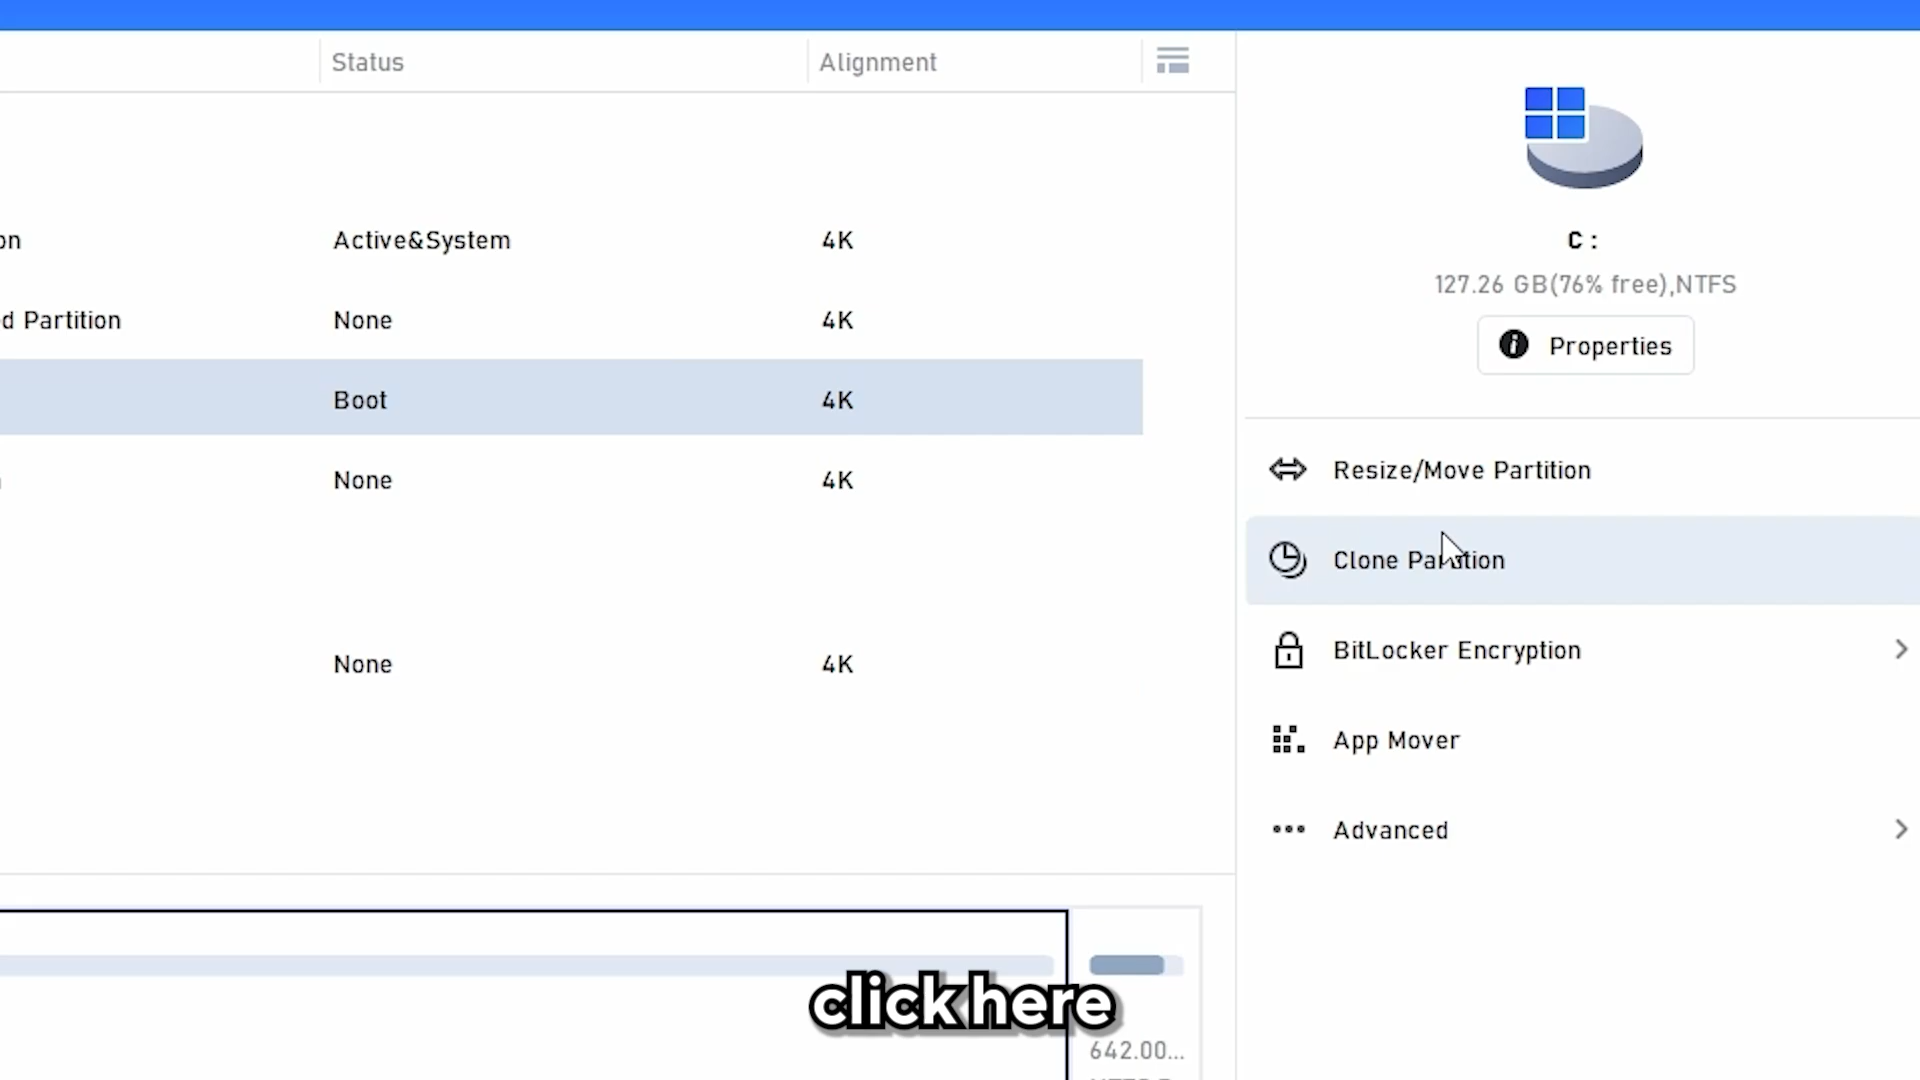 Status Alignment
on Active&System 4K
d Partition None 4K
Boot 4K
None 4K
None 4K
C :
127.26 GB(76% free),NTFS
Properties
Resize/Move Partition
Clone Partition
BitLocker Encryption
App Mover
Advanced
click here
642.00...